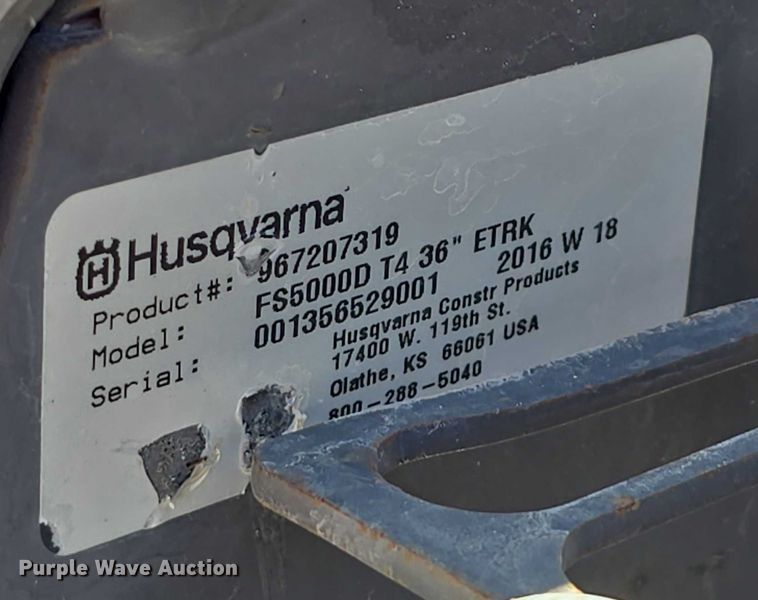 Husqvarna
Product#: 967207319
Model: FS5000D T4 36" ETRK
Serial: 001356529001 2016 W 18
Husqvarna Constr Products
17400 W. 119th St.
Olathe, KS 66061 USA
800-288-5040
Purple Wave Auction